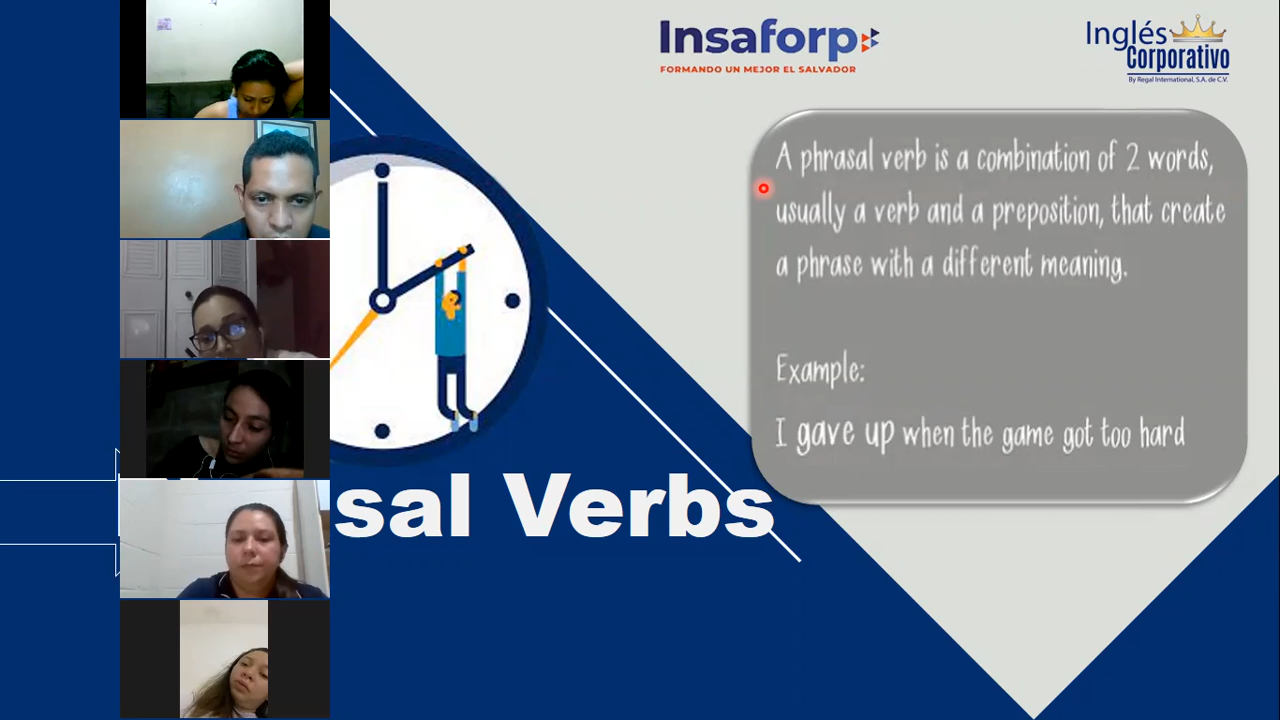 Insaforp
FORMANDO UN MEJOR EL SALVADOR
Inglés
Corporativo
By Regal International, S.A. de C.V.
A phrasal verb is a combination of 2 words,
usually a verb and a preposition, that create
a phrase with a different meaning.
Example:
I gave up when the game got too hard
sal Verbs